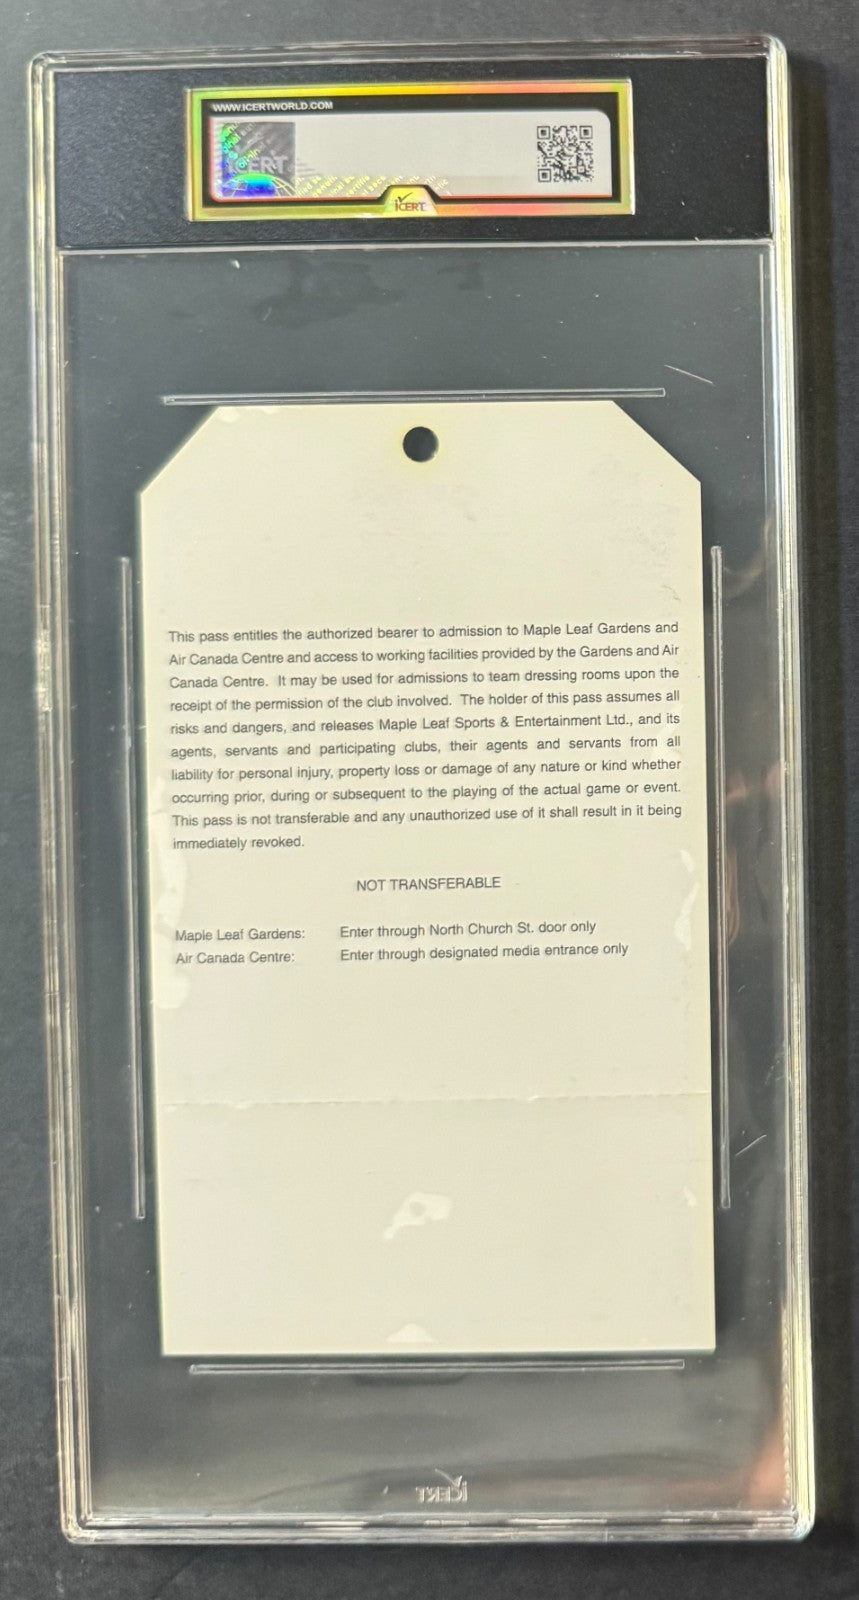 WWW.ICERTWORLD.COM
iCERT
iCERT
This pass entitles the authorized bearer to admission to Maple Leaf Gardens and
Air Canada Centre and access to working facilities provided by the Gardens and Air
Canada Centre. It may be used for admissions to team dressing rooms upon the
receipt of the permission of the club involved. The holder of this pass assumes all
risks and dangers, and releases Maple Leaf Sports & Entertainment Ltd., and its
agents, servants and participating clubs, their agents and servants from all
liability for personal injury, property loss or damage of any nature or kind whether
occurring prior, during or subsequent to the playing of the actual game or event.
This pass is not transferable and any unauthorized use of it shall result in it being
immediately revoked.
NOT TRANSFERABLE
Maple Leaf Gardens: Enter through North Church St. door only
Air Canada Centre: Enter through designated media entrance only
iCERT